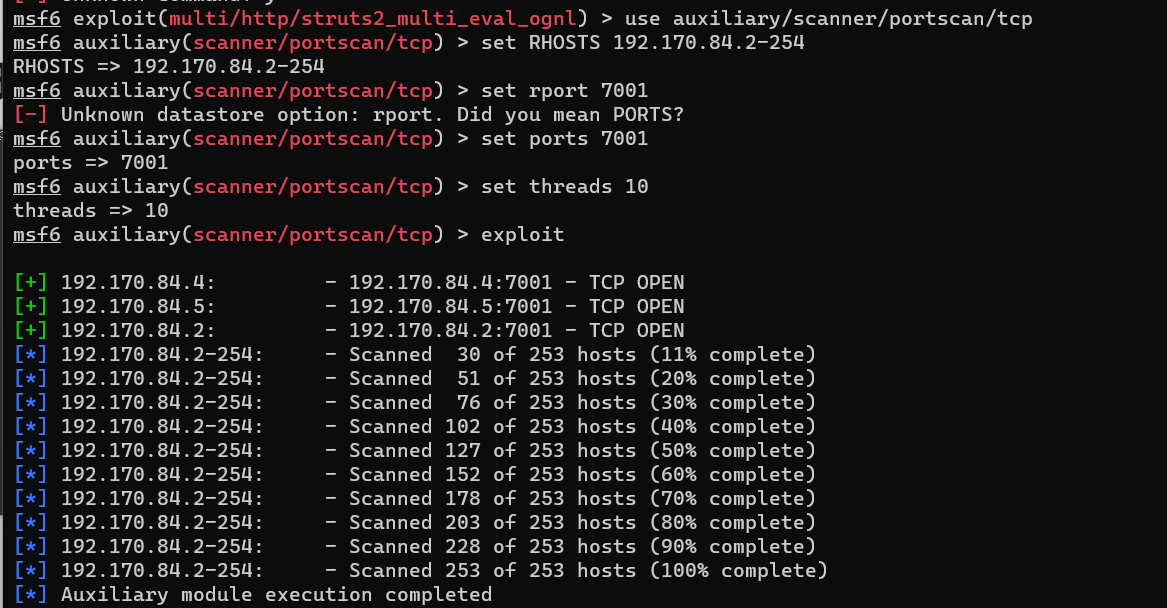 msf6 exploit(multi/http/struts2_multi_eval_ognl) > use auxiliary/scanner/portscan/tcp
msf6 auxiliary(scanner/portscan/tcp) > set RHOSTS 192.170.84.2-254
RHOSTS => 192.170.84.2-254
msf6 auxiliary(scanner/portscan/tcp) > set rport 7001
[-] Unknown datastore option: rport. Did you mean PORTS?
msf6 auxiliary(scanner/portscan/tcp) > set ports 7001
ports => 7001
msf6 auxiliary(scanner/portscan/tcp) > set threads 10
threads => 10
msf6 auxiliary(scanner/portscan/tcp) > exploit
[+] 192.170.84.4:         - 192.170.84.4:7001 - TCP OPEN
[+] 192.170.84.5:         - 192.170.84.5:7001 - TCP OPEN
[+] 192.170.84.2:         - 192.170.84.2:7001 - TCP OPEN
[*] 192.170.84.2-254:     - Scanned  30 of 253 hosts (11% complete)
[*] 192.170.84.2-254:     - Scanned  51 of 253 hosts (20% complete)
[*] 192.170.84.2-254:     - Scanned  76 of 253 hosts (30% complete)
[*] 192.170.84.2-254:     - Scanned 102 of 253 hosts (40% complete)
[*] 192.170.84.2-254:     - Scanned 127 of 253 hosts (50% complete)
[*] 192.170.84.2-254:     - Scanned 152 of 253 hosts (60% complete)
[*] 192.170.84.2-254:     - Scanned 178 of 253 hosts (70% complete)
[*] 192.170.84.2-254:     - Scanned 203 of 253 hosts (80% complete)
[*] 192.170.84.2-254:     - Scanned 228 of 253 hosts (90% complete)
[*] 192.170.84.2-254:     - Scanned 253 of 253 hosts (100% complete)
[*] Auxiliary module execution completed